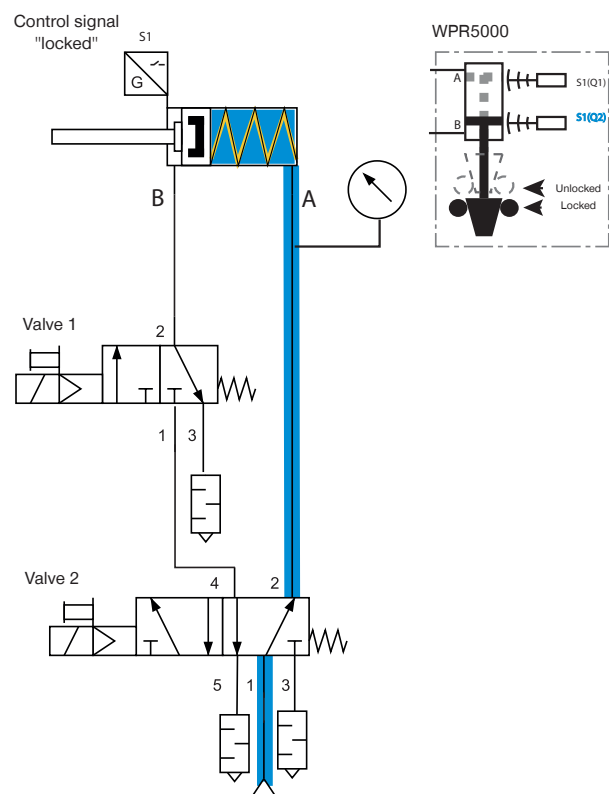 Control signal
"locked"
S1
G
WPR5000
A
S1(Q1)
S1(Q2)
B
Unlocked
Locked
B
A
Valve 1
2
1
3
Valve 2
4
2
5
1
3